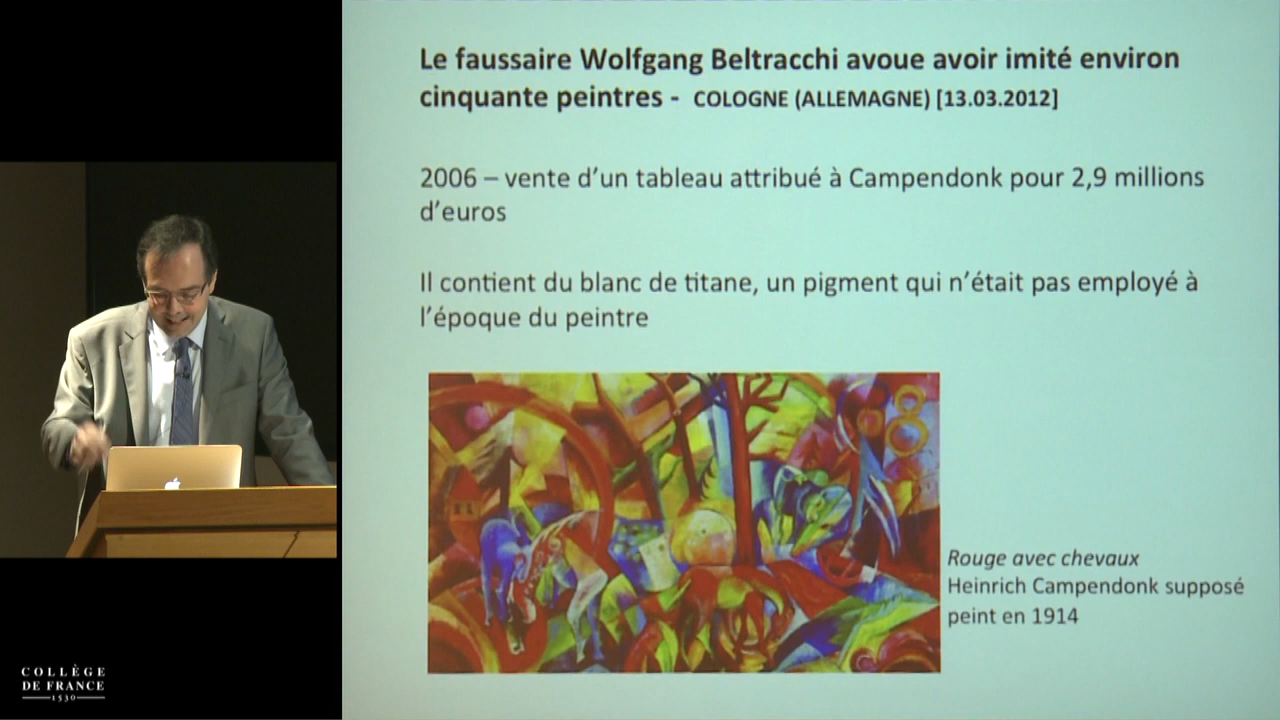 Le faussaire Wolfgang Beltracchi avoue avoir imité environ
cinquante peintres - COLOGNE (ALLEMAGNE) [13.03.2012]
2006 – vente d'un tableau attribué à Campendonk pour 2,9 millions
d'euros
Il contient du blanc de titane, un pigment qui n'était pas employé à
l'époque du peintre
Rouge avec chevaux
Heinrich Campendonk supposé
peint en 1914
COLLÈGE
DE FRANCE
1530